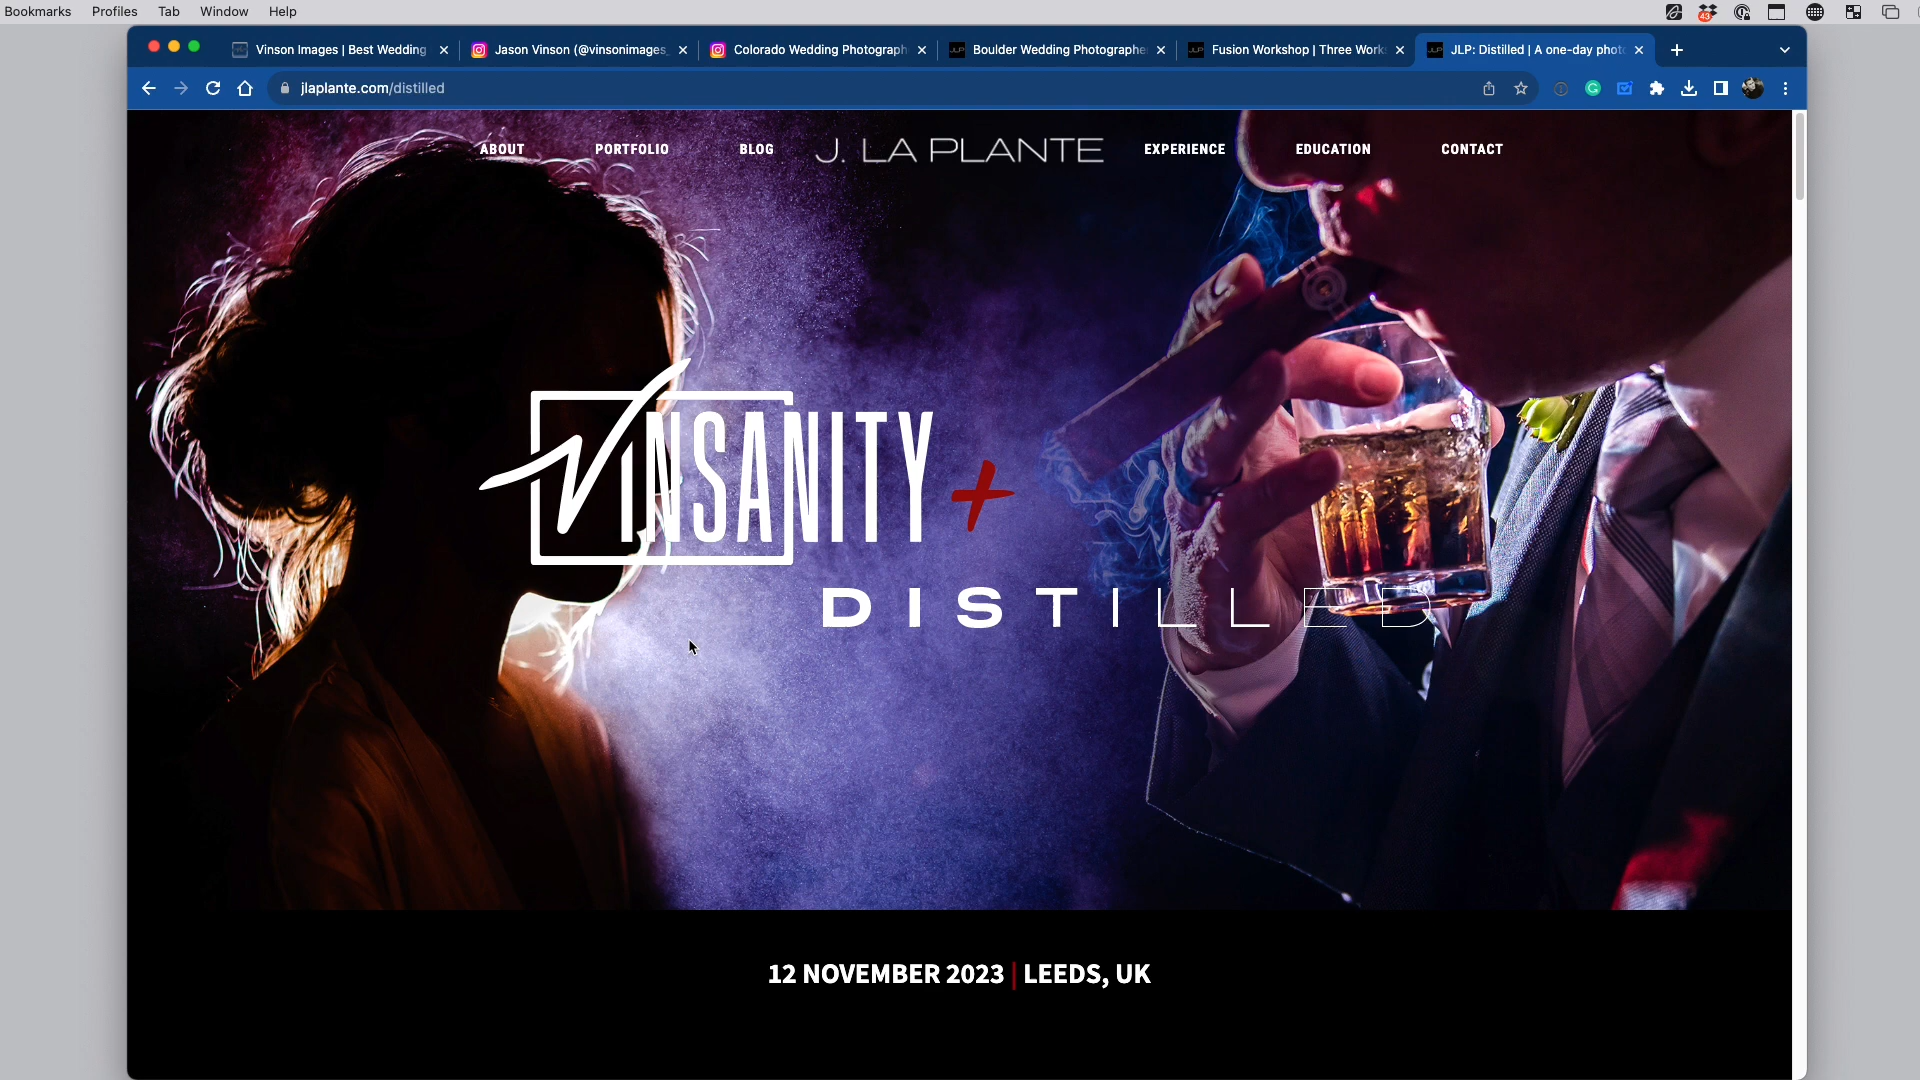 Bookmarks Profiles Tab Window Help
43
Vinson Images | Best Wedding
Jason Vinson (@vinsonimages_
Colorado Wedding Photograph
Boulder Wedding Photographe
Fusion Workshop | Three Work
JLP: Distilled | A one-day phot
jlaplante.com/distilled
ABOUT PORTFOLIO BLOG J. LA PLANTE EXPERIENCE EDUCATION CONTACT
VINSANITY +
DISTILLED
12 NOVEMBER 2023 | LEEDS, UK